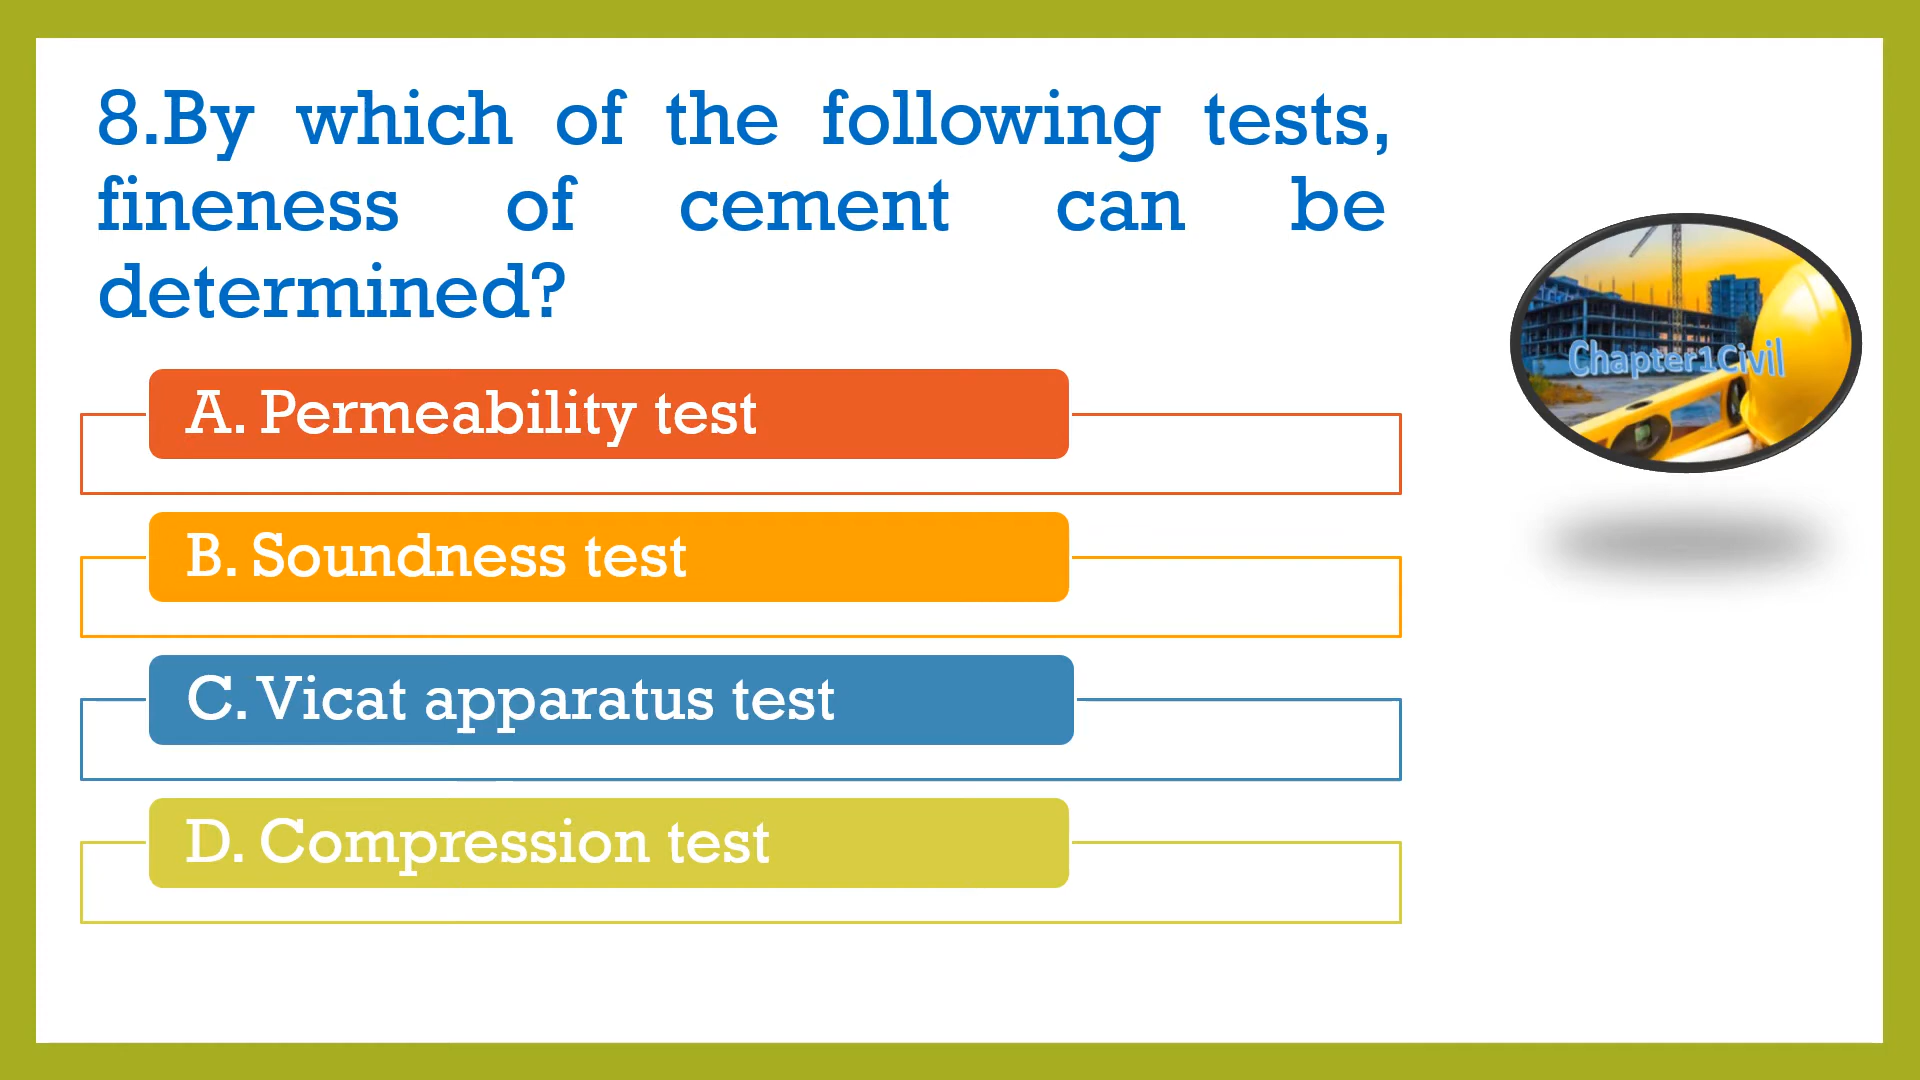 8.By which of the following tests,
fineness of cement can be
determined?
A. Permeability test
B. Soundness test
C. Vicat apparatus test
D. Compression test
Chapter1Civil